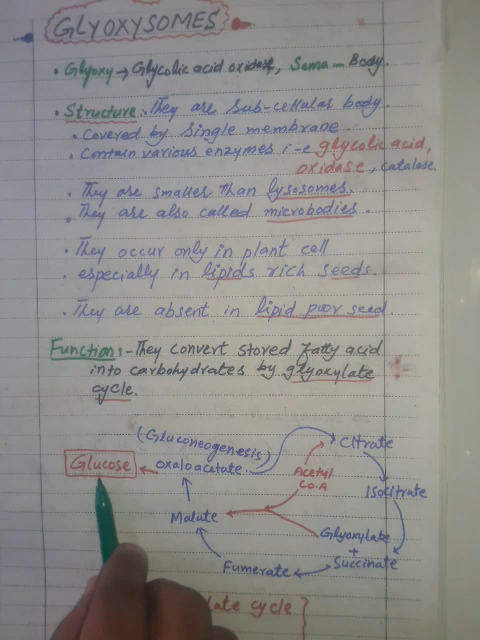 GLYOXYSOMES
• Glyoxy → Glycolic acid oxidase, Soma - Body.
• Structure:- They are sub-cellular body.
• Covered by single membrane
• Contain various enzymes i-e glycolic acid,
oxidase, catalase.
• They are smaller than lysosomes.
• They are also called microbodies.
• They occur only in plant cell
• especially in lipids rich seeds.
• They are absent in lipid poor seed.
Function:- They convert stored fatty acid
into carbohydrates by glyoxylate
cycle.
(Gluconeogenesis)
Citrate
Glucose
oxaloacetate
Acetyl
Co.A
Isocitrate
Malute
Glyoxylate
+
Succinate
Fumerate
late cycle